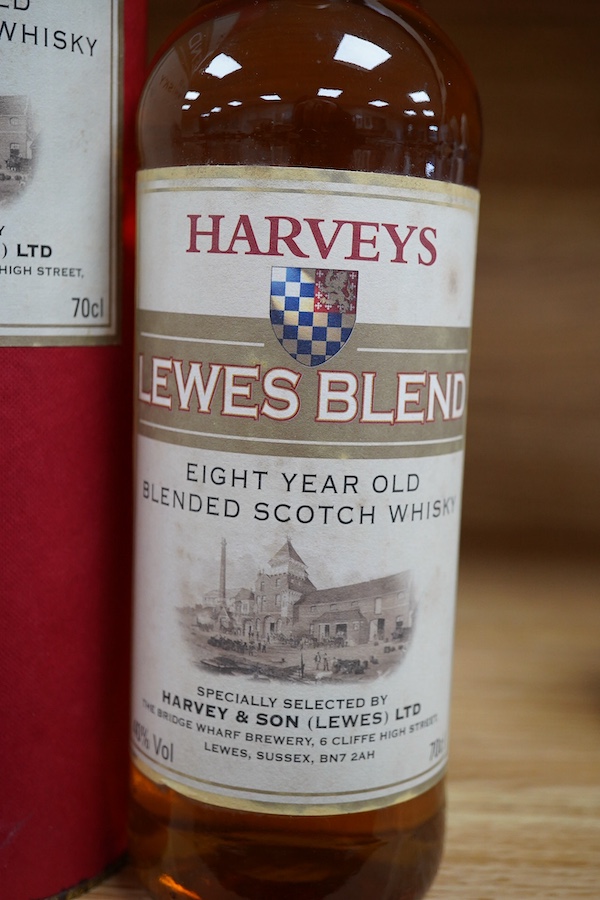 WHISKY
) LTD
HIGH STREET,
70cl
HARVEYS
LEWES BLEND
EIGHT YEAR OLD
BLENDED SCOTCH WHISKY
SPECIALLY SELECTED BY
HARVEY & SON (LEWES) LTD
THE BRIDGE WHARF BREWERY, 6 CLIFFE HIGH STREET,
LEWES, SUSSEX, BN7 2AH
% Vol
70cl